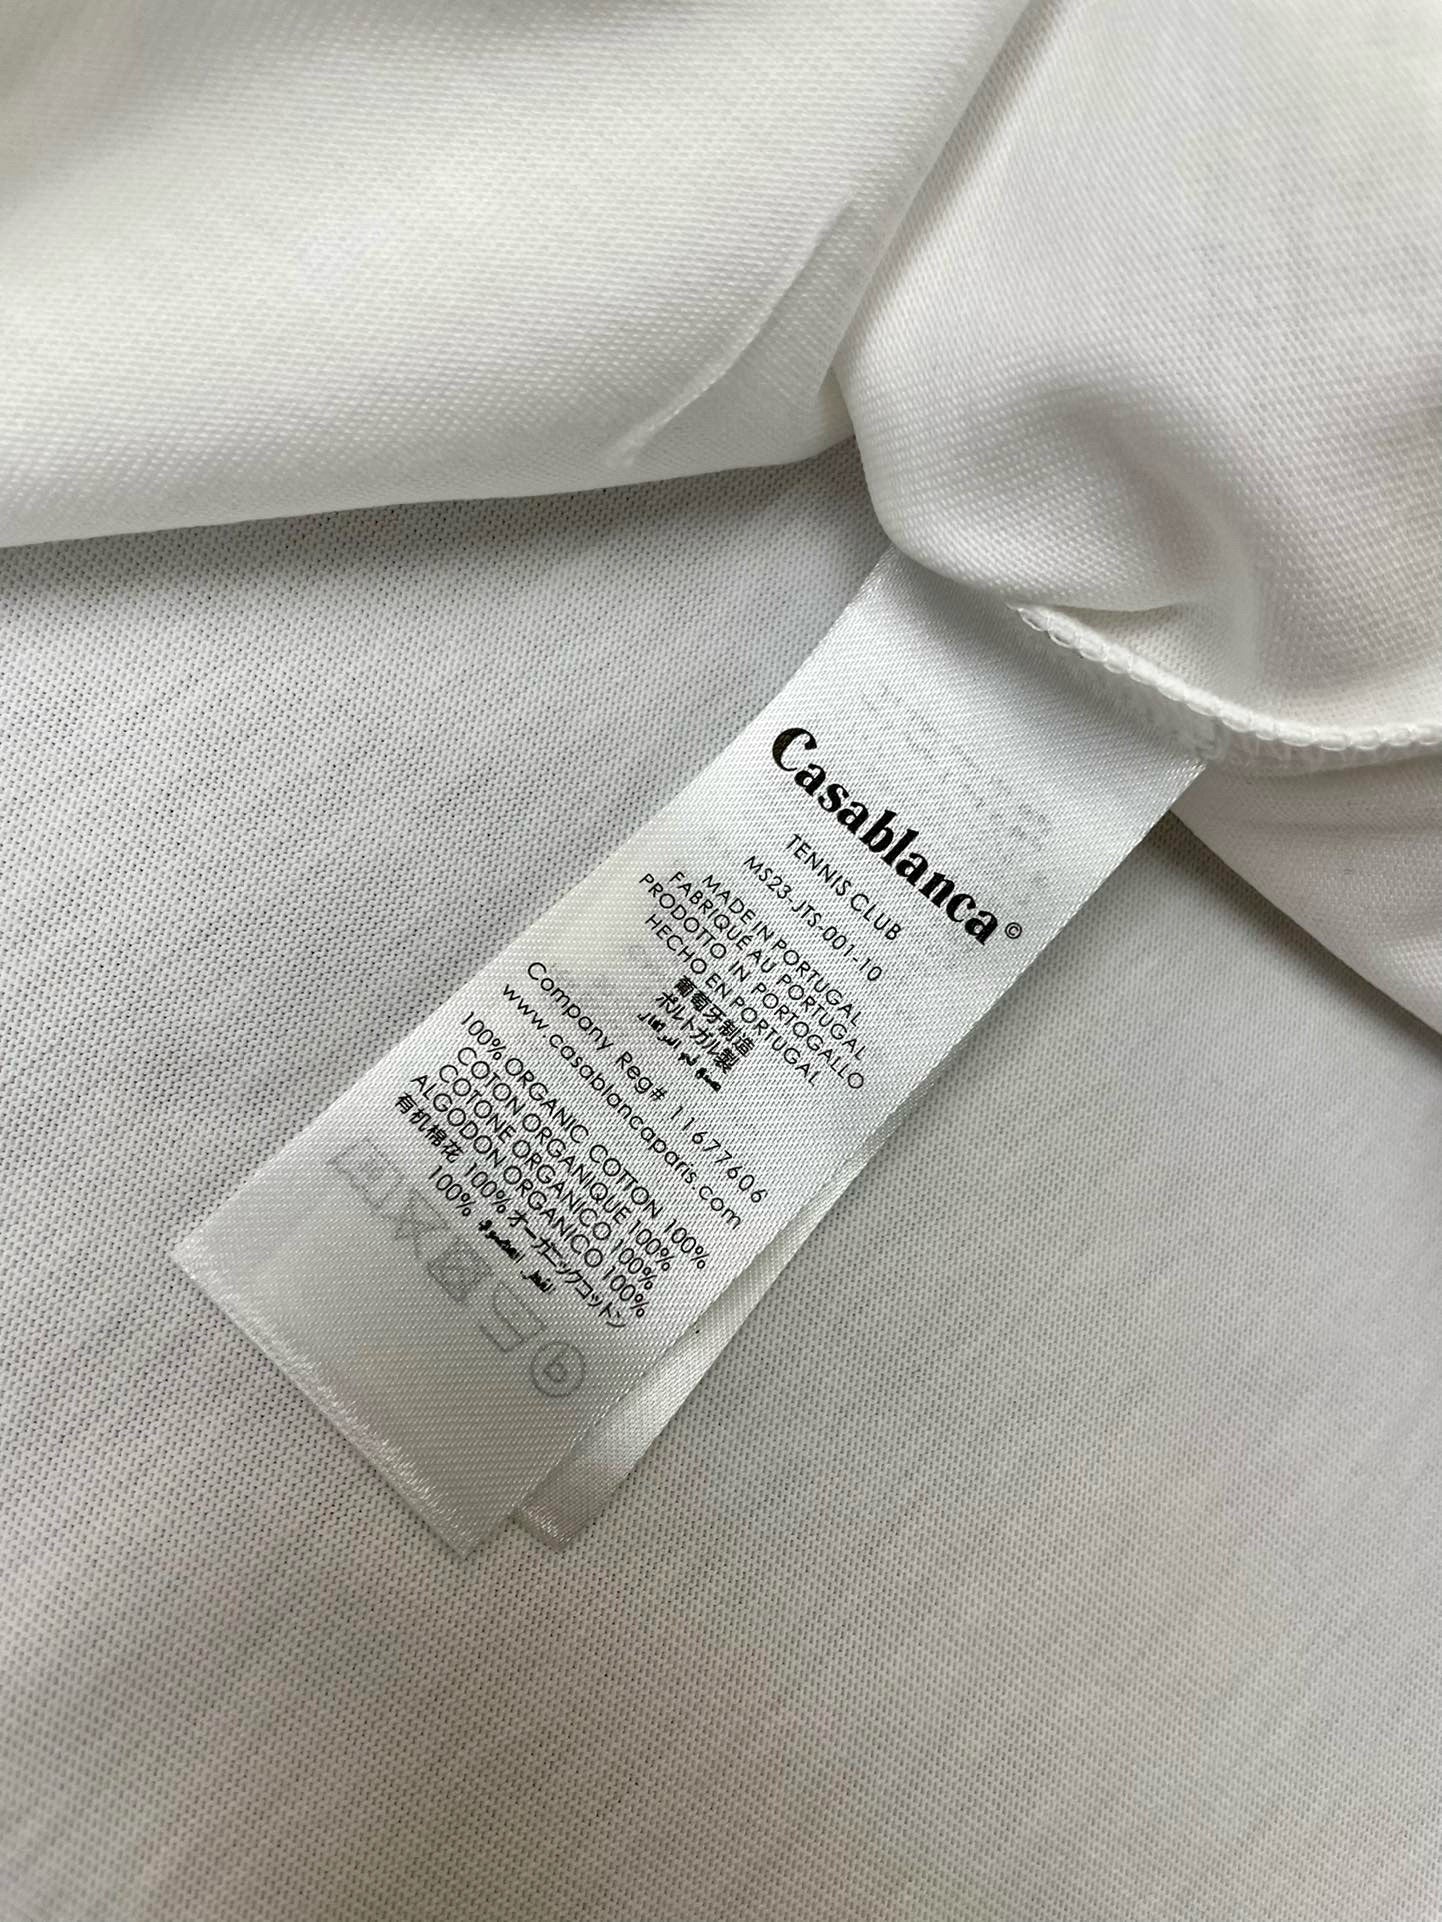 Casablanca©
TENNIS CLUB
MS23-JTS-001-10
MADE IN PORTUGAL
FABRIQUÉ AU PORTUGAL
PRODOTTO IN PORTOGALLO
HECHO EN PORTUGAL
葡萄牙制造
ポルトガル製
Company Reg# 11677606
www.casablancaparis.com
100% ORGANIC COTTON 100%
COTON ORGANIQUE 100%
COTONE ORGANICO 100%
ALGODON ORGANICO 100%
有机棉花 100% オーガニックコットン
100% القطن العضوي